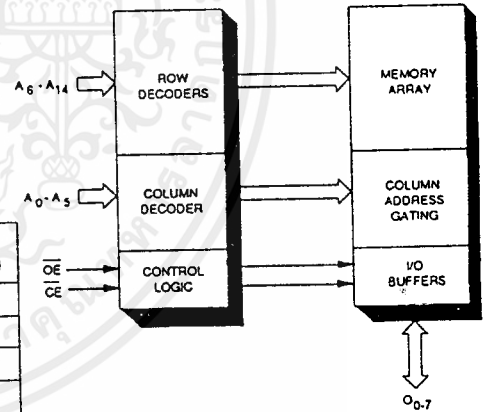 A6 - A14
ROW
DECODERS
MEMORY
ARRAY
A0 - A5
COLUMN
DECODER
COLUMN
ADDRESS
GATING
OE
CE
CONTROL
LOGIC
I/O
BUFFERS
O0-7